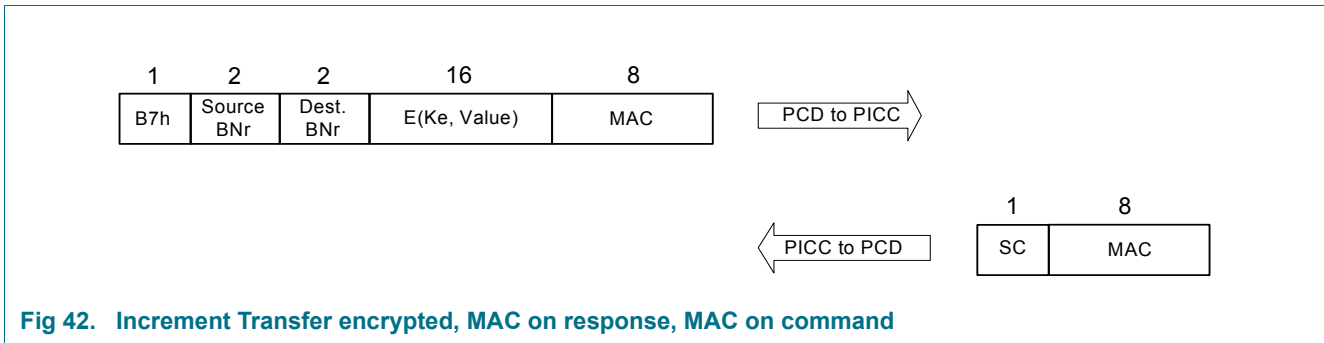 1 2 2 16 8
B7h Source BNr Dest. BNr E(Ke, Value) MAC
PCD to PICC
1 8
PICC to PCD SC MAC
Fig 42. Increment Transfer encrypted, MAC on response, MAC on command